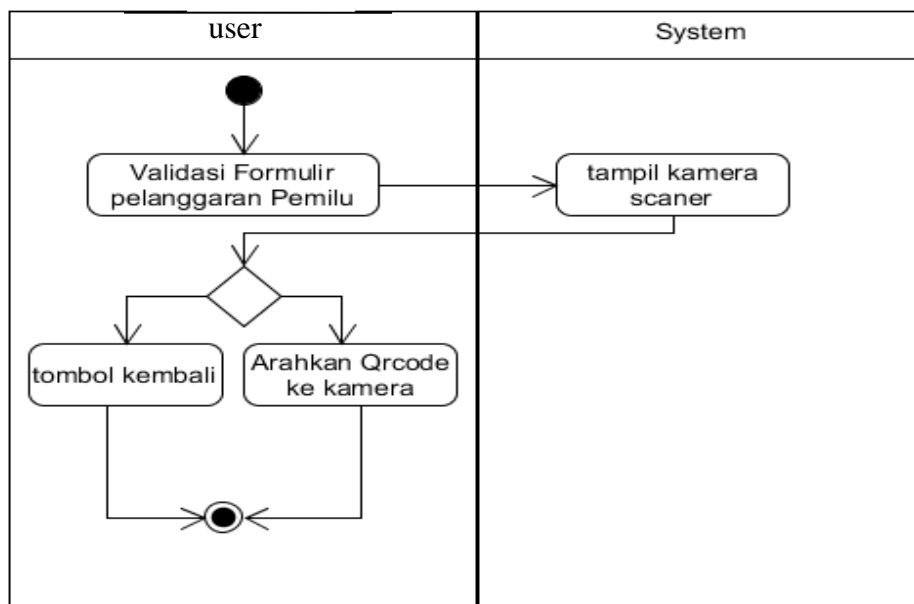 user
System
Validasi Formulir
pelanggaran Pemilu
tampil kamera
scaner
tombol kembali
Arahkan Qrcode
ke kamera